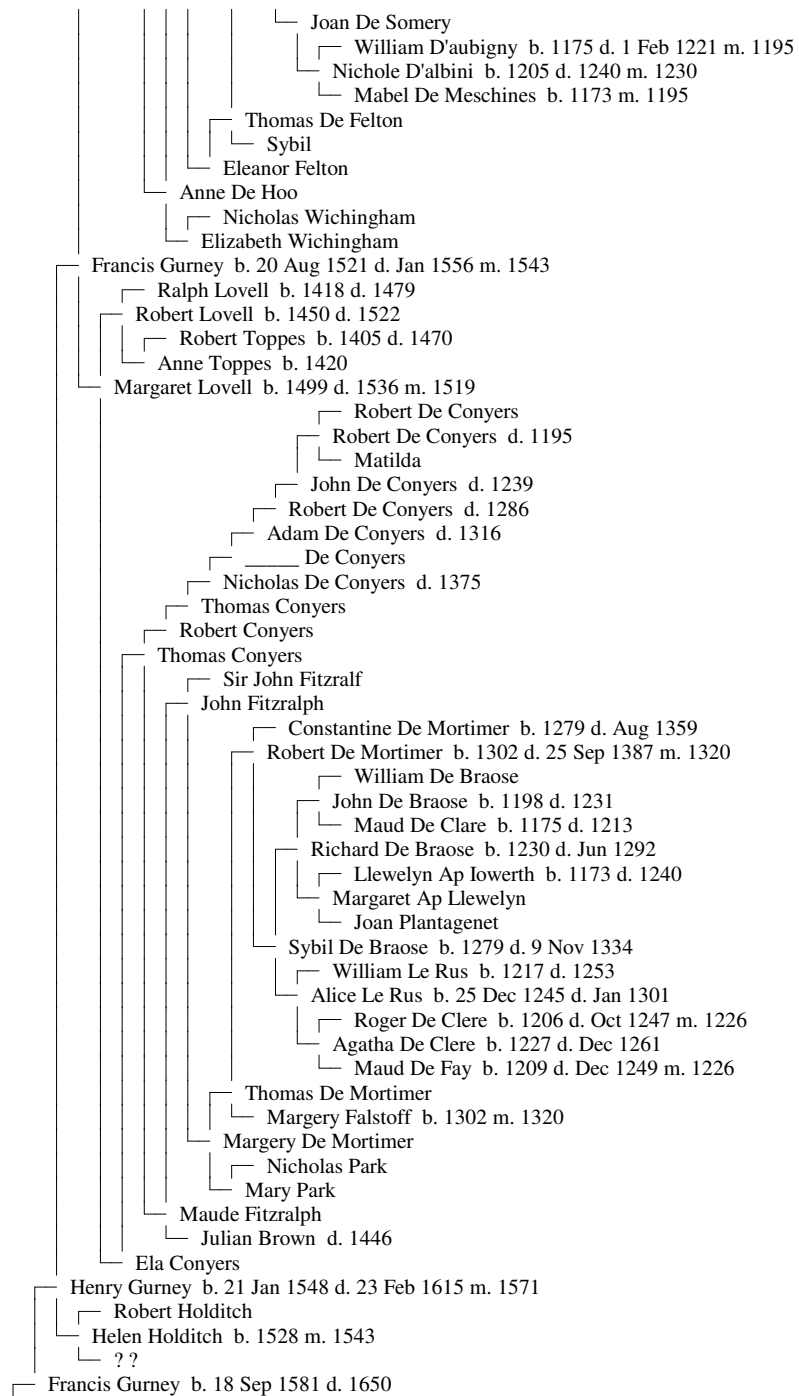 Joan De Somery
William D'aubigny b. 1175 d. 1 Feb 1221 m. 1195
Nichole D'albini b. 1205 d. 1240 m. 1230
Mabel De Meschines b. 1173 m. 1195
Thomas De Felton
Sybil
Eleanor Felton
Anne De Hoo
Nicholas Wichingham
Elizabeth Wichingham
Francis Gurney b. 20 Aug 1521 d. Jan 1556 m. 1543
Ralph Lovell b. 1418 d. 1479
Robert Lovell b. 1450 d. 1522
Robert Toppes b. 1405 d. 1470
Anne Toppes b. 1420
Margaret Lovell b. 1499 d. 1536 m. 1519
Robert De Conyers
Robert De Conyers d. 1195
Matilda
John De Conyers d. 1239
Robert De Conyers d. 1286
Adam De Conyers d. 1316
_____ De Conyers
Nicholas De Conyers d. 1375
Thomas Conyers
Robert Conyers
Thomas Conyers
Sir John Fitzralf
John Fitzralph
Constantine De Mortimer b. 1279 d. Aug 1359
Robert De Mortimer b. 1302 d. 25 Sep 1387 m. 1320
William De Braose
John De Braose b. 1198 d. 1231
Maud De Clare b. 1175 d. 1213
Richard De Braose b. 1230 d. Jun 1292
Llewelyn Ap Iowerth b. 1173 d. 1240
Margaret Ap Llewelyn
Joan Plantagenet
Sybil De Braose b. 1279 d. 9 Nov 1334
William Le Rus b. 1217 d. 1253
Alice Le Rus b. 25 Dec 1245 d. Jan 1301
Roger De Clere b. 1206 d. Oct 1247 m. 1226
Agatha De Clere b. 1227 d. Dec 1261
Maud De Fay b. 1209 d. Dec 1249 m. 1226
Thomas De Mortimer
Margery Falstoff b. 1302 m. 1320
Margery De Mortimer
Nicholas Park
Mary Park
Maude Fitzralph
Julian Brown d. 1446
Ela Conyers
Henry Gurney b. 21 Jan 1548 d. 23 Feb 1615 m. 1571
Robert Holditch
Helen Holditch b. 1528 m. 1543
? ?
Francis Gurney b. 18 Sep 1581 d. 1650